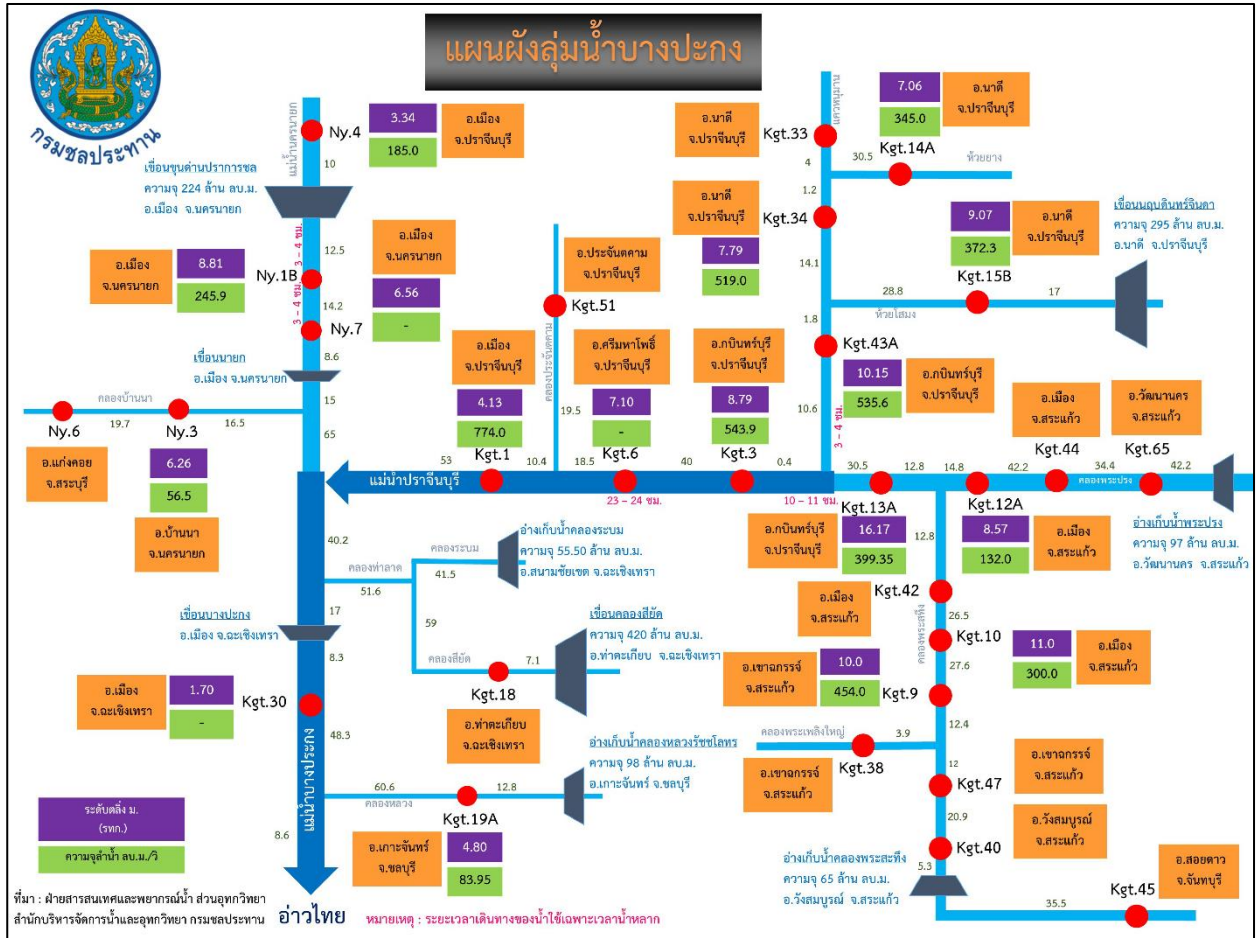 แผนผังลุ่มน้ำบางปะกง
กรมชลประทาน
แม่น้ำนครนายก
Ny.4
3.34
185.0
อ.เมือง
จ.ปราจีนบุรี
10
เขื่อนขุนด่านปราการชล
ความจุ 224 ล้าน ลบ.ม.
อ.เมือง จ.นครนายก
12.5
3 – 4 ชม.
อ.เมือง
จ.นครนายก
8.81
245.9
Ny.1B
14.2
3 – 4 ชม.
อ.เมือง
จ.นครนายก
6.56
-
Ny.7
8.6
เขื่อนนายก
อ.เมือง จ.นครนายก
15
คลองบ้านนา
19.7
16.5
Ny.6
Ny.3
65
อ.แก่งคอย
จ.สระบุรี
6.26
56.5
อ.บ้านนา
จ.นครนายก
แควหนุมาน
อ.นาดี
จ.ปราจีนบุรี
Kgt.33
7.06
345.0
อ.นาดี
จ.ปราจีนบุรี
Kgt.14A
4
30.5
ห้วยยาง
1.2
อ.นาดี
จ.ปราจีนบุรี
Kgt.34
7.79
519.0
14.1
9.07
372.3
อ.นาดี
จ.ปราจีนบุรี
Kgt.15B
เขื่อนนฤบดินทร์จินดา
ความจุ 295 ล้าน ลบ.ม.
อ.นาดี จ.ปราจีนบุรี
28.8
17
ห้วยโสมง
1.8
Kgt.43A
10.15
535.6
อ.กบินทร์บุรี
จ.ปราจีนบุรี
10.6
3 – 4 ชม.
อ.ประจันตคาม
จ.ปราจีนบุรี
Kgt.51
คลองประจันตคาม
19.5
อ.เมือง
จ.ปราจีนบุรี
4.13
774.0
Kgt.1
อ.ศรีมหาโพธิ์
จ.ปราจีนบุรี
7.10
-
Kgt.6
อ.กบินทร์บุรี
จ.ปราจีนบุรี
8.79
543.9
Kgt.3
53
10.4
18.5
40
0.4
แม่น้ำปราจีนบุรี
23 – 24 ชม.
10 – 11 ชม.
30.5
12.8
14.8
42.2
34.4
42.2
คลองพระปรง
อ.เมือง
จ.สระแก้ว
Kgt.44
อ.วัฒนานคร
จ.สระแก้ว
Kgt.65
Kgt.13A
อ.กบินทร์บุรี
จ.ปราจีนบุรี
16.17
399.35
Kgt.12A
8.57
132.0
อ.เมือง
จ.สระแก้ว
อ่างเก็บน้ำพระปรง
ความจุ 97 ล้าน ลบ.ม.
อ.วัฒนานคร จ.สระแก้ว
12.8
อ.เมือง
จ.สระแก้ว
Kgt.42
คลองพระสทึง
26.5
Kgt.10
11.0
300.0
อ.เมือง
จ.สระแก้ว
27.6
อ.เขาฉกรรจ์
จ.สระแก้ว
10.0
454.0
Kgt.9
12.4
คลองพระเพลิงใหญ่
3.9
Kgt.38
อ.เขาฉกรรจ์
จ.สระแก้ว
12
Kgt.47
อ.เขาฉกรรจ์
จ.สระแก้ว
20.9
Kgt.40
อ.วังสมบูรณ์
จ.สระแก้ว
5.3
อ่างเก็บน้ำคลองพระสะทึง
ความจุ 65 ล้าน ลบ.ม.
อ.วังสมบูรณ์ จ.สระแก้ว
35.5
Kgt.45
อ.สอยดาว
จ.จันทบุรี
40.2
คลองท่าลาด
51.6
คลองระบม
41.5
อ่างเก็บน้ำคลองระบม
ความจุ 55.50 ล้าน ลบ.ม.
อ.สนามชัยเขต จ.ฉะเชิงเทรา
59
คลองสียัด
7.1
Kgt.18
เขื่อนคลองสียัด
ความจุ 420 ล้าน ลบ.ม.
อ.ท่าตะเกียบ จ.ฉะเชิงเทรา
อ.ท่าตะเกียบ
จ.ฉะเชิงเทรา
17
เขื่อนบางปะกง
อ.เมือง จ.ฉะเชิงเทรา
8.3
อ.เมือง
จ.ฉะเชิงเทรา
1.70
-
Kgt.30
48.3
แม่น้ำบางปะกง
60.6
12.8
คลองหลวง
Kgt.19A
อ่างเก็บน้ำคลองหลวงรัชชโลทร
ความจุ 98 ล้าน ลบ.ม.
อ.เกาะจันทร์ จ.ชลบุรี
อ.เกาะจันทร์
จ.ชลบุรี
4.80
83.95
8.6
ระดับตลิ่ง ม.
(รทก.)
ความจุลำน้ำ ลบ.ม./วิ
ที่มา : ฝ่ายสารสนเทศและพยากรณ์น้ำ ส่วนอุทกวิทยา
สำนักบริหารจัดการน้ำและอุทกวิทยา กรมชลประทาน
อ่าวไทย
หมายเหตุ : ระยะเวลาเดินทางของน้ำใช้เฉพาะเวลาน้ำหลาก